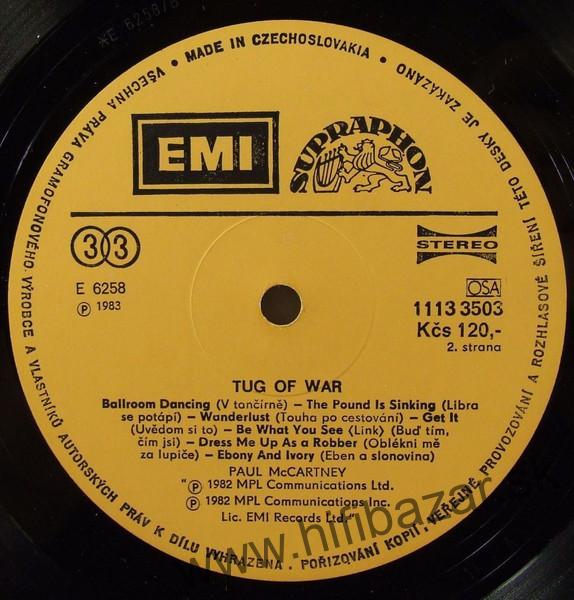 *E 6258/B
• MADE IN CZECHOSLOVAKIA •
VŠECHNA PRÁVA GRAMOFONOVÉHO VÝROBCE A VLASTNÍKŮ AUTORSKÝCH PRÁV K DÍLU VYHRAZENA. POŘIZOVÁNÍ KOPIÍ, VEŘEJNÉ PROVOZOVÁNÍ A ROZHLASOVÉ ŠÍŘENÍ TÉTO DESKY JE ZAKÁZÁNO
EMI SUPRAPHON
33 STEREO
E 6258
OSA
Ⓟ 1983
1113 3503
Kčs 120,-
2. strana
TUG OF WAR
Ballroom Dancing (V tančírně) – The Pound Is Sinking (Libra
se potápí) – Wanderlust (Touha po cestování) – Get It
(Uvědom si to) – Be What You See 〈Link〉 (Buď tím,
čím jsi) – Dress Me Up As a Robber (Oblékni mě
za lupiče) – Ebony And Ivory (Eben a slonovina)
PAUL McCARTNEY
"Ⓟ 1982 MPL Communications Ltd.
Ⓟ 1982 MPL Communications Inc.
Lic. EMI Records Ltd."
www.hifibazar.sk